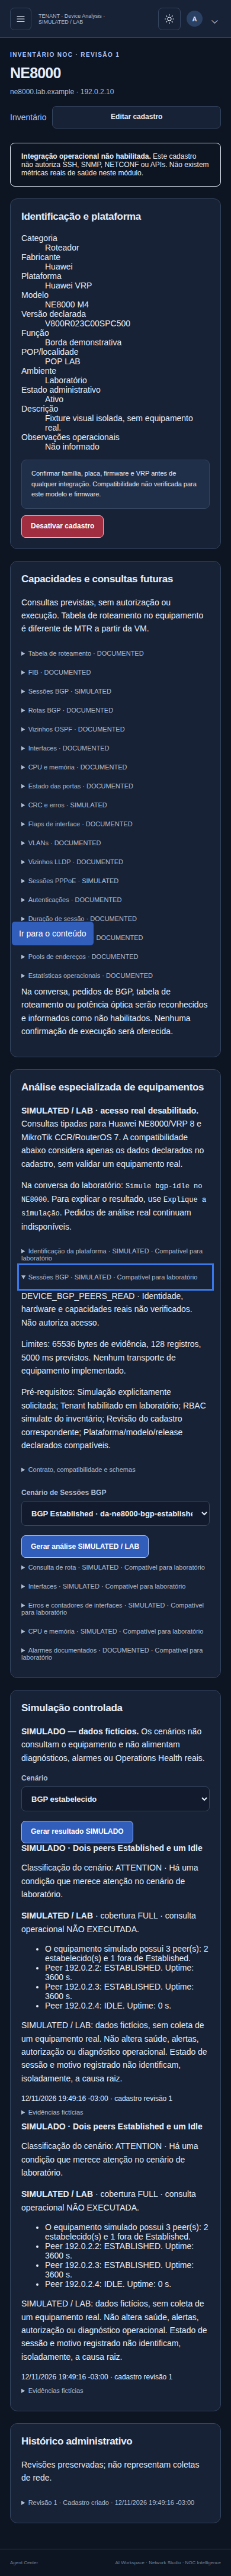 TENANT · Device Analysis ·
SIMULATED / LAB
A
INVENTÁRIO NOC · REVISÃO 1
NE8000
ne8000.lab.example · 192.0.2.10
Inventário
Editar cadastro
Integração operacional não habilitada. Este cadastro
não autoriza SSH, SNMP, NETCONF ou APIs. Não existem
métricas reais de saúde neste módulo.
Identificação e plataforma
Categoria
Roteador
Fabricante
Huawei
Plataforma
Huawei VRP
Modelo
NE8000 M4
Versão declarada
V800R023C00SPC500
Função
Borda demonstrativa
POP/localidade
POP LAB
Ambiente
Laboratório
Estado administrativo
Ativo
Descrição
Fixture visual isolada, sem equipamento
real.
Observações operacionais
Não informado
Confirmar família, placa, firmware e VRP antes de
qualquer integração. Compatibilidade não verificada para
este modelo e firmware.
Desativar cadastro
Capacidades e consultas futuras
Consultas previstas, sem autorização ou
execução. Tabela de roteamento no equipamento
é diferente de MTR a partir da VM.
▶ Tabela de roteamento · DOCUMENTED
▶ FIB · DOCUMENTED
▶ Sessões BGP · SIMULATED
▶ Rotas BGP · DOCUMENTED
▶ Vizinhos OSPF · DOCUMENTED
▶ Interfaces · DOCUMENTED
▶ CPU e memória · DOCUMENTED
▶ Estado das portas · DOCUMENTED
▶ CRC e erros · SIMULATED
▶ Flaps de interface · DOCUMENTED
▶ VLANs · DOCUMENTED
▶ Vizinhos LLDP · DOCUMENTED
▶ Sessões PPPoE · SIMULATED
▶ Autenticações · DOCUMENTED
▶ Duração de sessão · DOCUMENTED
Ir para o conteúdo
DOCUMENTED
▶ Pools de endereços · DOCUMENTED
▶ Estatísticas operacionais · DOCUMENTED
Na conversa, pedidos de BGP, tabela de
roteamento ou potência óptica serão reconhecidos
e informados como não habilitados. Nenhuma
confirmação de execução será oferecida.
Análise especializada de equipamentos
SIMULATED / LAB · acesso real desabilitado.
Consultas tipadas para Huawei NE8000/VRP 8 e
MikroTik CCR/RouterOS 7. A compatibilidade
abaixo considera apenas os dados declarados no
cadastro, sem validar um equipamento real.
Na conversa do laboratório: Simule bgp-idle no
NE8000. Para explicar o resultado, use Explique a
simulação. Pedidos de análise real continuam
indisponíveis.
▶ Identificação da plataforma · SIMULATED · Compatível para
laboratório
▼ Sessões BGP · SIMULATED · Compatível para laboratório
DEVICE_BGP_PEERS_READ · Identidade,
hardware e capacidades reais não verificados.
Não autoriza acesso.
Limites: 65536 bytes de evidência, 128 registros,
5000 ms previstos. Nenhum transporte de
equipamento implementado.
Pré-requisitos: Simulação explicitamente
solicitada; Tenant habilitado em laboratório; RBAC
simulate do inventário; Revisão do cadastro
correspondente; Plataforma/modelo/release
declarados compatíveis.
▶ Contrato, compatibilidade e schemas
Cenário de Sessões BGP
BGP Established · da-ne8000-bgp-establishe
Gerar análise SIMULATED / LAB
▶ Consulta de rota · SIMULATED · Compatível para laboratório
▶ Interfaces · SIMULATED · Compatível para laboratório
▶ Erros e contadores de interfaces · SIMULATED · Compatível
para laboratório
▶ CPU e memória · SIMULATED · Compatível para laboratório
▶ Alarmes documentados · DOCUMENTED · Compatível para
laboratório
Simulação controlada
SIMULADO — dados fictícios. Os cenários não
consultam o equipamento e não alimentam
diagnósticos, alarmes ou Operations Health reais.
Cenário
BGP estabelecido
Gerar resultado SIMULADO
SIMULADO · Dois peers Established e um Idle
Classificação do cenário: ATTENTION · Há uma
condição que merece atenção no cenário de
laboratório.
SIMULATED / LAB · cobertura FULL · consulta
operacional NÃO EXECUTADA.
• O equipamento simulado possui 3 peer(s): 2
estabelecido(s) e 1 fora de Established.
• Peer 192.0.2.2: ESTABLISHED. Uptime:
3600 s.
• Peer 192.0.2.3: ESTABLISHED. Uptime:
3600 s.
• Peer 192.0.2.4: IDLE. Uptime: 0 s.
SIMULATED / LAB: dados fictícios, sem coleta de
um equipamento real. Não altera saúde, alertas,
autorização ou diagnóstico operacional. Estado de
sessão e motivo registrado não identificam,
isoladamente, a causa raiz.
12/11/2026 19:49:16 -03:00 · cadastro revisão 1
▶ Evidências fictícias
SIMULADO · Dois peers Established e um Idle
Classificação do cenário: ATTENTION · Há uma
condição que merece atenção no cenário de
laboratório.
SIMULATED / LAB · cobertura FULL · consulta
operacional NÃO EXECUTADA.
• O equipamento simulado possui 3 peer(s): 2
estabelecido(s) e 1 fora de Established.
• Peer 192.0.2.2: ESTABLISHED. Uptime:
3600 s.
• Peer 192.0.2.3: ESTABLISHED. Uptime:
3600 s.
• Peer 192.0.2.4: IDLE. Uptime: 0 s.
SIMULATED / LAB: dados fictícios, sem coleta de
um equipamento real. Não altera saúde, alertas,
autorização ou diagnóstico operacional. Estado de
sessão e motivo registrado não identificam,
isoladamente, a causa raiz.
12/11/2026 19:49:16 -03:00 · cadastro revisão 1
▶ Evidências fictícias
Histórico administrativo
Revisões preservadas; não representam coletas
de rede.
▶ Revisão 1 · Cadastro criado · 12/11/2026 19:49:16 -03:00
Agent Center
AI Workspace · Network Studio · NOC Intelligence